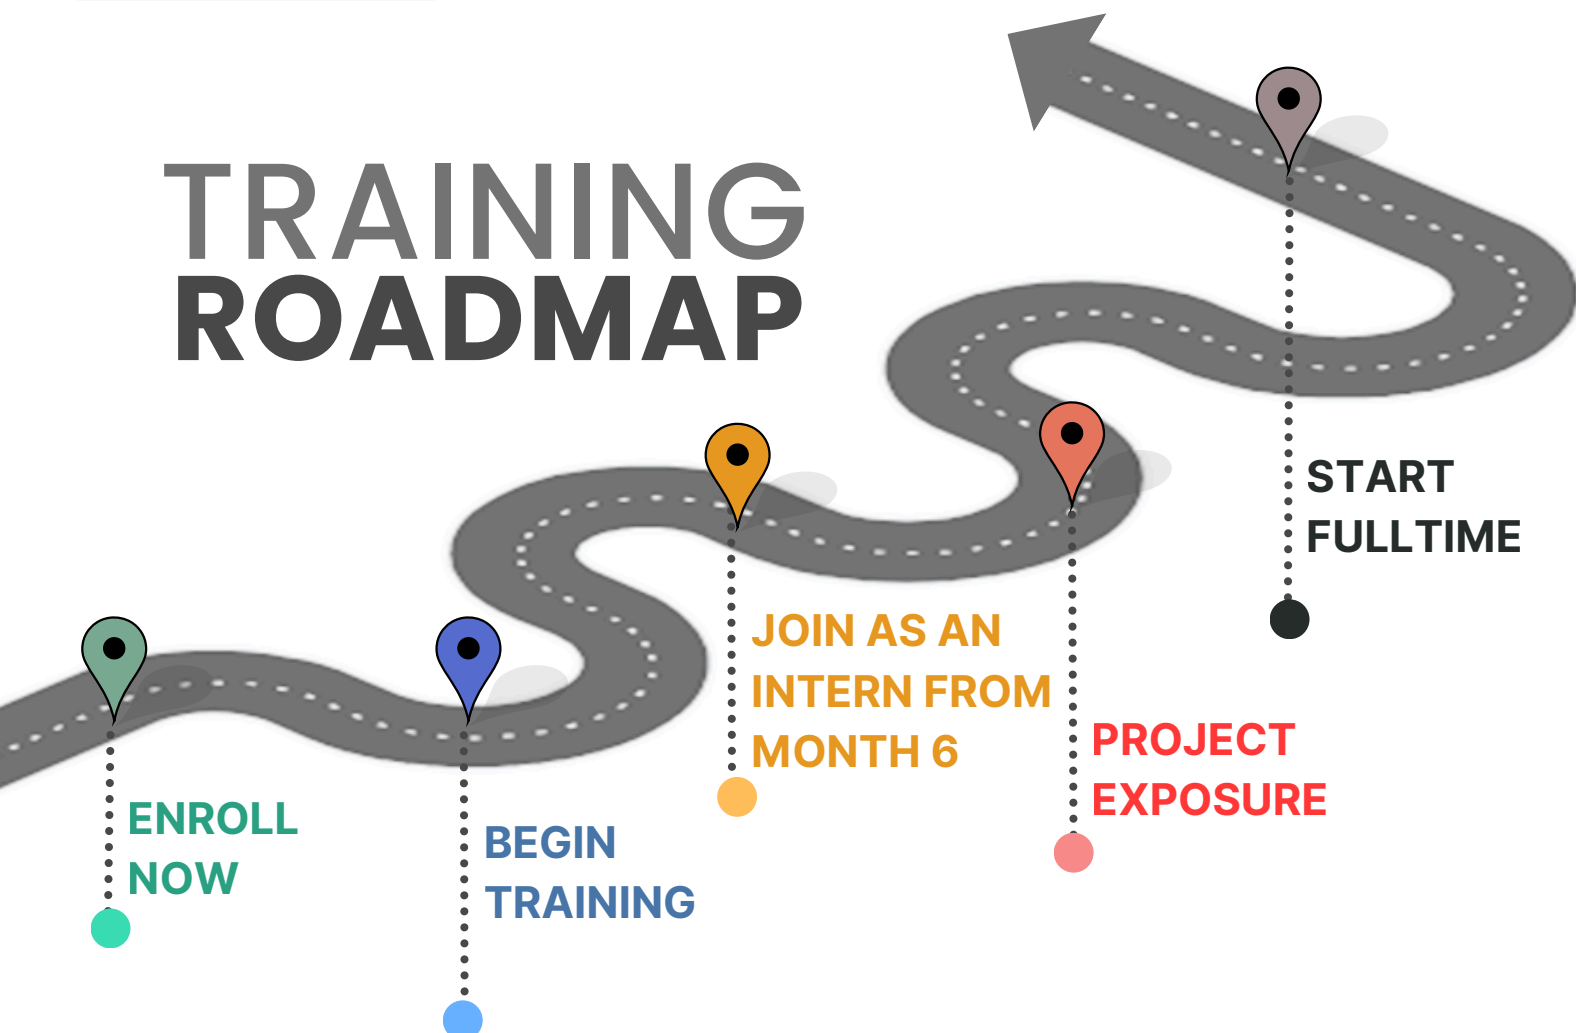 TRAINING
ROADMAP
ENROLL
NOW
BEGIN
TRAINING
JOIN AS AN
INTERN FROM
MONTH 6
PROJECT
EXPOSURE
START
FULLTIME